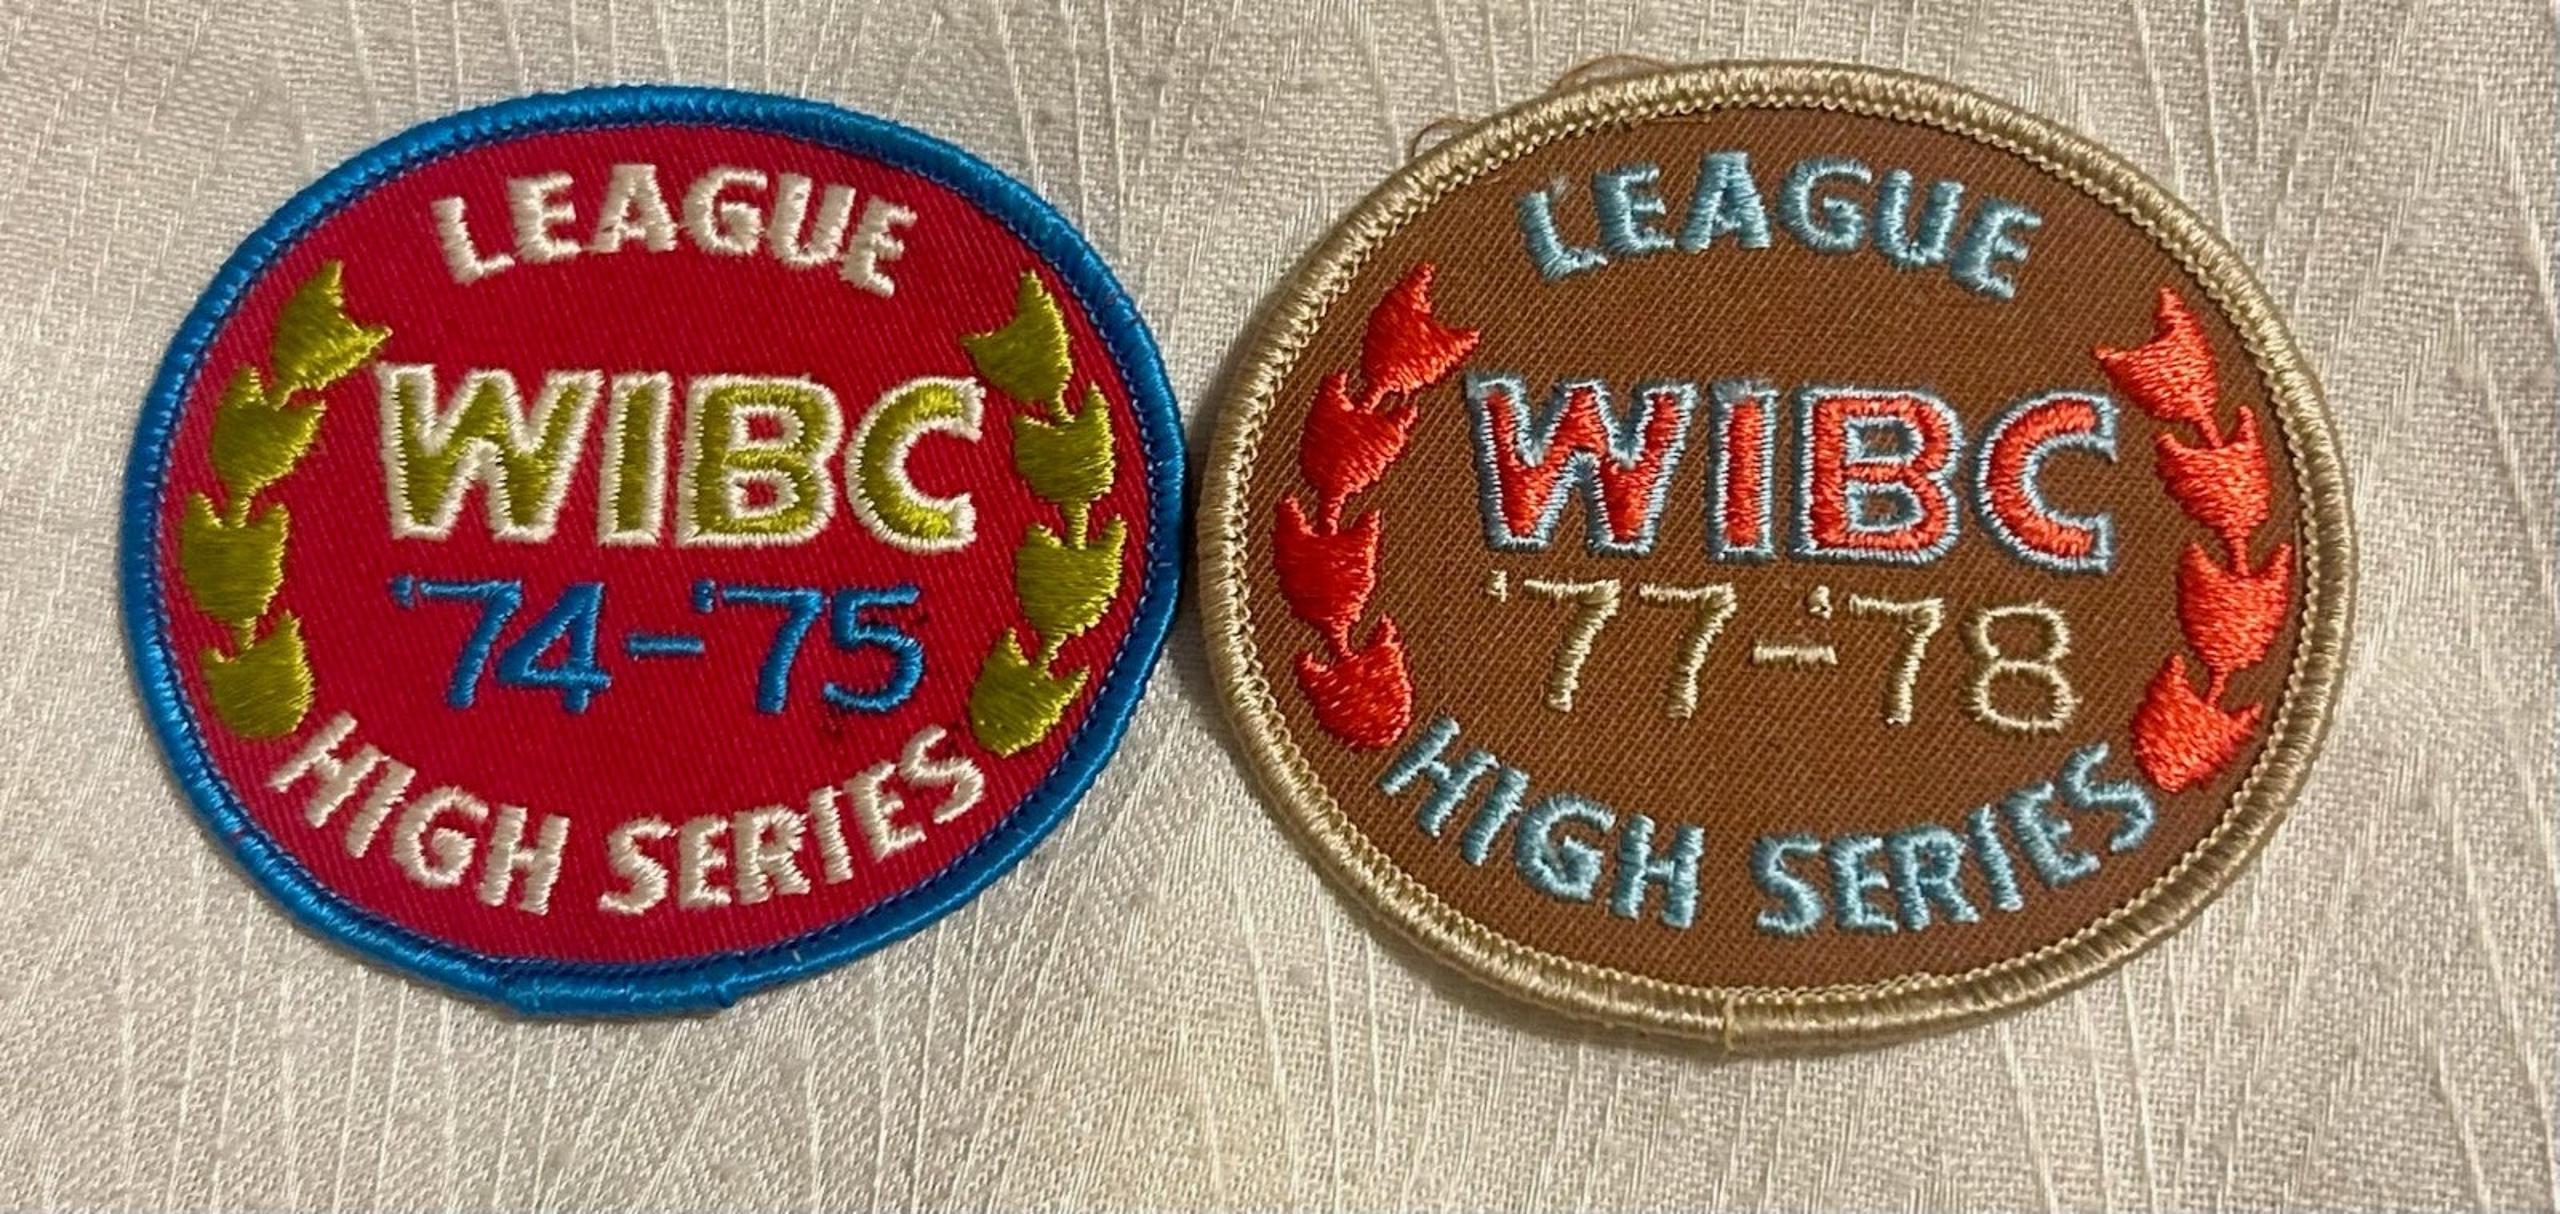 LEAGUE
WIBC
'74-'75
HIGH SERIES
LEAGUE
WIBC
'77-'78
HIGH SERIES